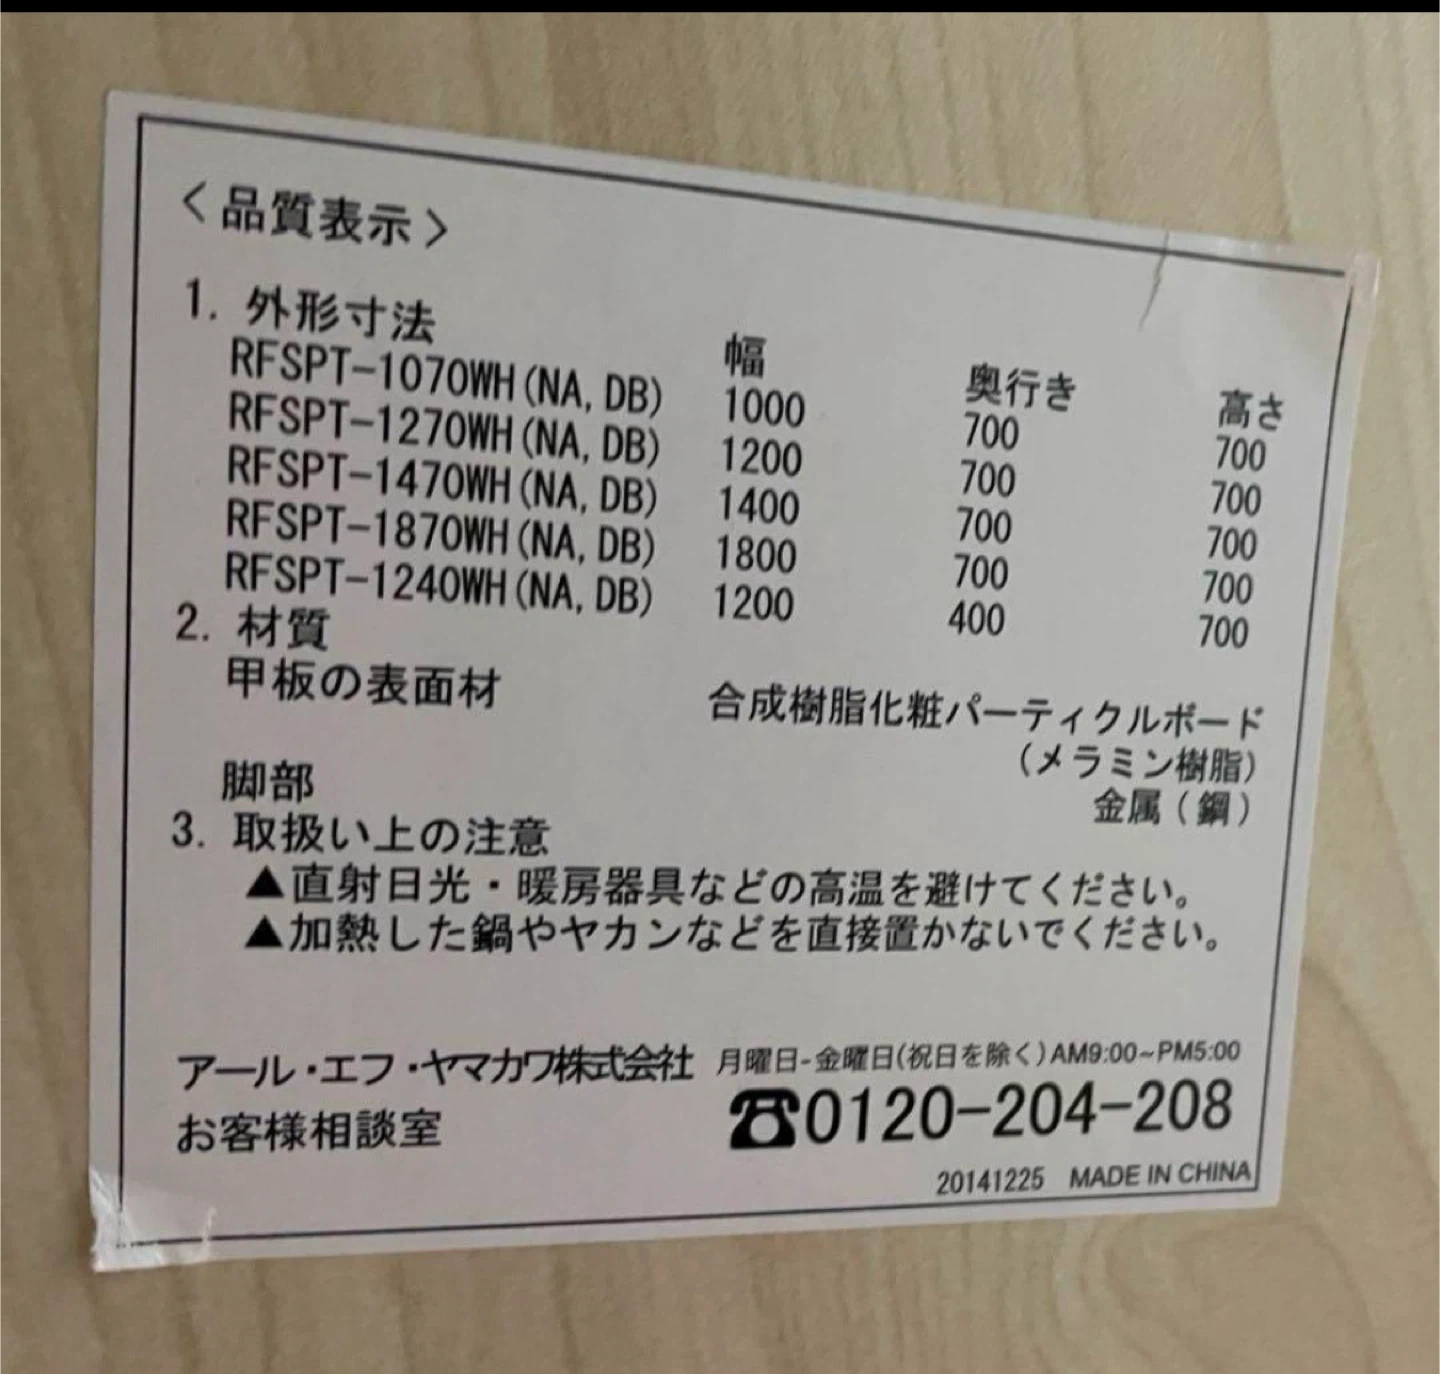 〈品質表示〉
1. 外形寸法 幅 奥行き 高さ
RFSPT-1070WH(NA, DB) 1000 700 700
RFSPT-1270WH(NA, DB) 1200 700 700
RFSPT-1470WH(NA, DB) 1400 700 700
RFSPT-1870WH(NA, DB) 1800 700 700
RFSPT-1240WH(NA, DB) 1200 400 700
2. 材質
甲板の表面材 合成樹脂化粧パーティクルボード
(メラミン樹脂)
脚部 金属(鋼)
3. 取扱い上の注意
▲直射日光・暖房器具などの高温を避けてください。
▲加熱した鍋やヤカンなどを直接置かないでください。
アール・エフ・ヤマカワ株式会社 月曜日-金曜日(祝日を除く)AM9:00~PM5:00
お客様相談室 ☎0120-204-208
20141225 MADE IN CHINA